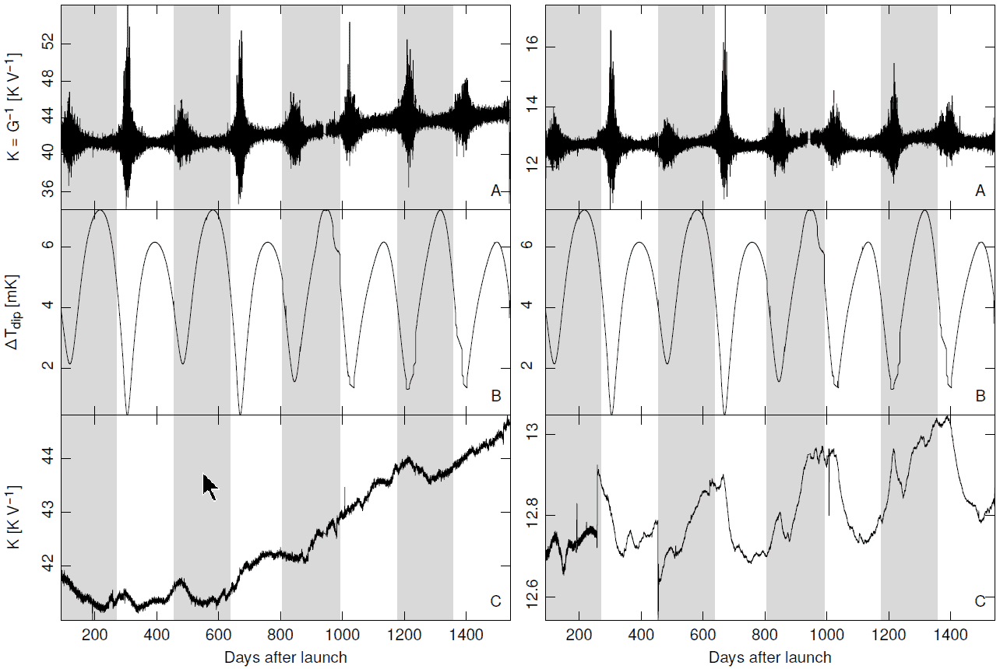 K = G⁻¹ [K V⁻¹]
52
48
44
40
36
A
16
14
12
A
ΔT_dip [mK]
6
4
2
B
6
4
2
B
K [K V⁻¹]
44
43
42
C
13
12.8
12.6
C
200 400 600 800 1000 1200 1400
200 400 600 800 1000 1200 1400
Days after launch
Days after launch